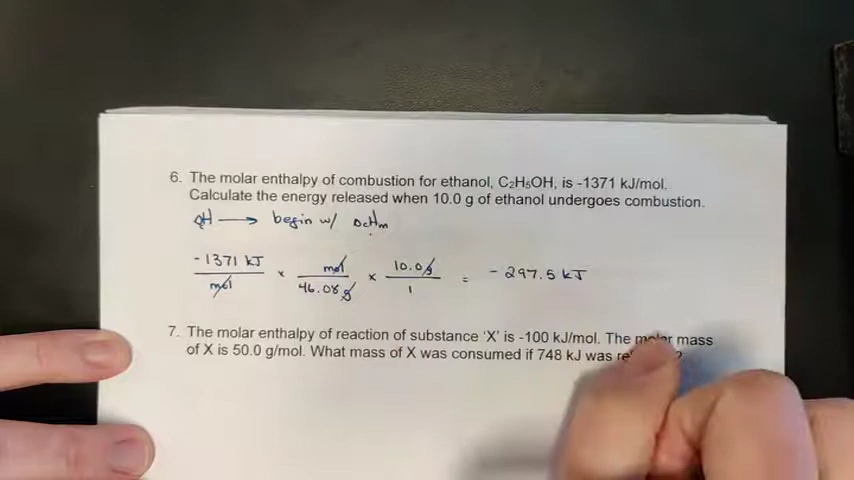 6. The molar enthalpy of combustion for ethanol, C₂H₅OH, is -1371 kJ/mol.
Calculate the energy released when 10.0 g of ethanol undergoes combustion.
ΔH → begin w/ ΔcHm
-1371 kJ/mol × mol/46.08g × 10.0g/1 = -297.5 kJ
7. The molar enthalpy of reaction of substance 'X' is -100 kJ/mol. The molar mass
of X is 50.0 g/mol. What mass of X was consumed if 748 kJ was